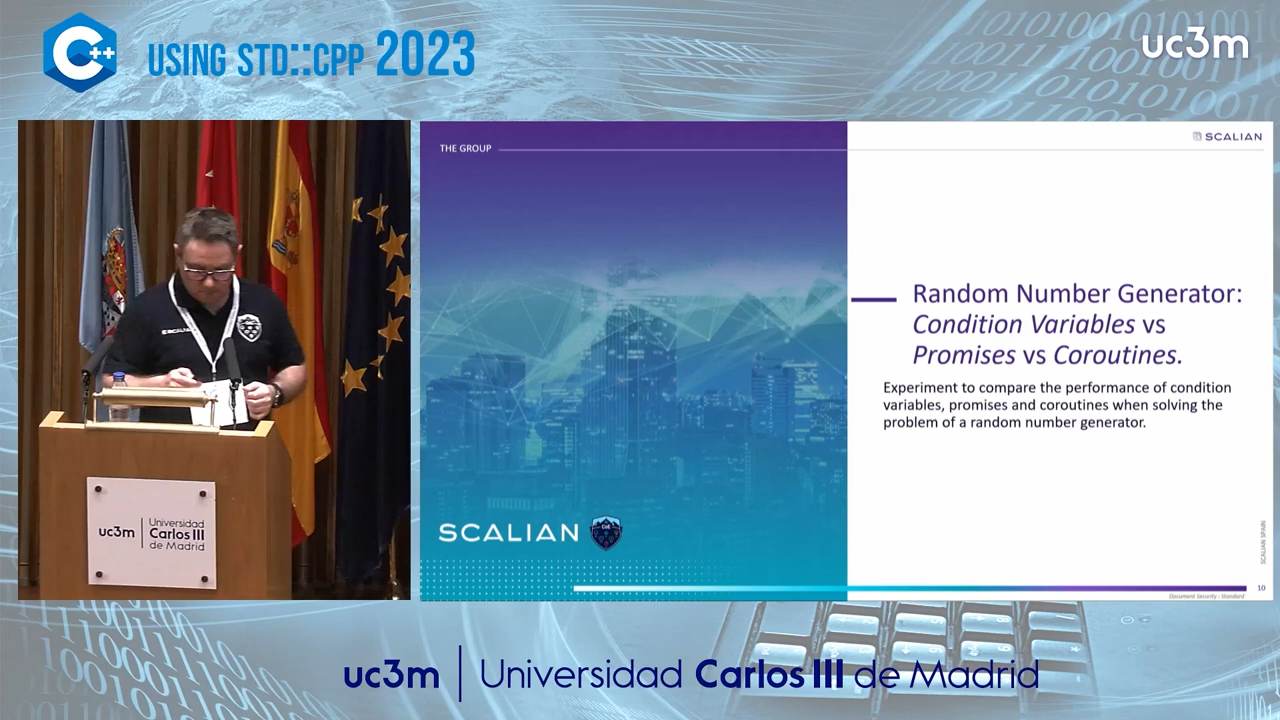 C++
USING STD::CPP 2023
uc3m
THE GROUP
SCALIAN
Random Number Generator:
Condition Variables vs
Promises vs Coroutines.
Experiment to compare the performance of condition
variables, promises and coroutines when solving the
problem of a random number generator.
SCALIAN
CoE
SCALIAN SPAIN
10
Document Security : Standard
SCALIAN
uc3m
Universidad
Carlos III
de Madrid
uc3m | Universidad Carlos III de Madrid